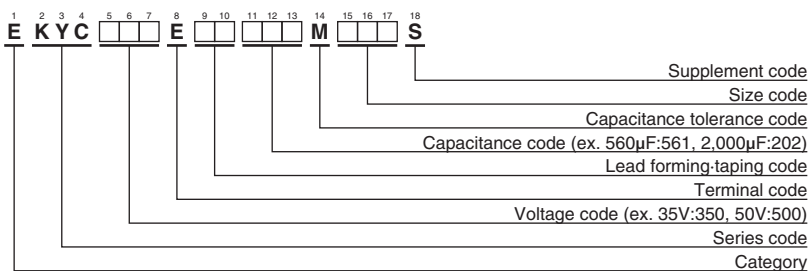 1 2 3 4 5 6 7 8 9 10 11 12 13 14 15 16 17 18
E KYC □□□ E □□ □□□ M □□□ S
Supplement code
Size code
Capacitance tolerance code
Capacitance code (ex. 560µF:561, 2,000µF:202)
Lead forming·taping code
Terminal code
Voltage code (ex. 35V:350, 50V:500)
Series code
Category